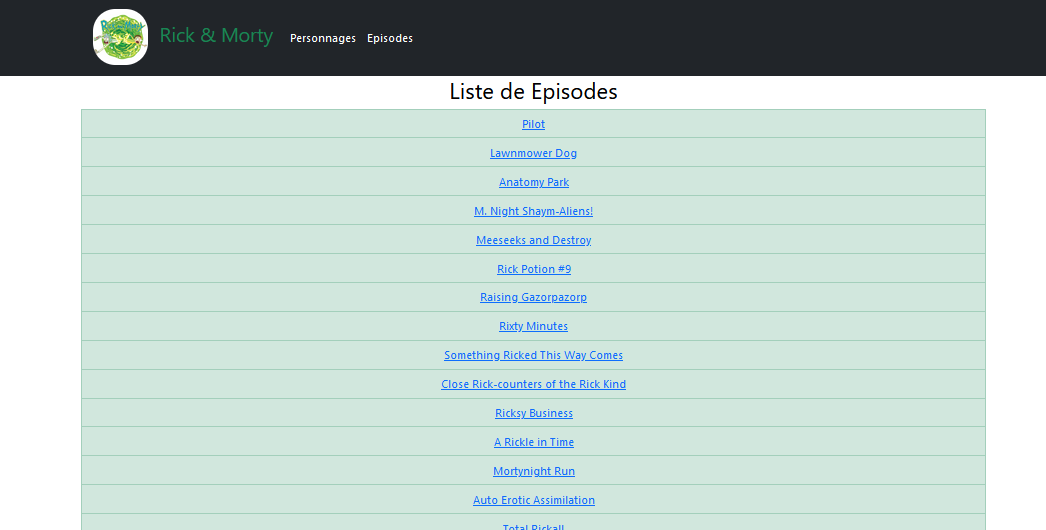 Rick & Morty Personnages Episodes
Liste de Episodes
Pilot
Lawnmower Dog
Anatomy Park
M. Night Shaym-Aliens!
Meeseeks and Destroy
Rick Potion #9
Raising Gazorpazorp
Rixty Minutes
Something Ricked This Way Comes
Close Rick-counters of the Rick Kind
Ricksy Business
A Rickle in Time
Mortynight Run
Auto Erotic Assimilation
Total Rickall